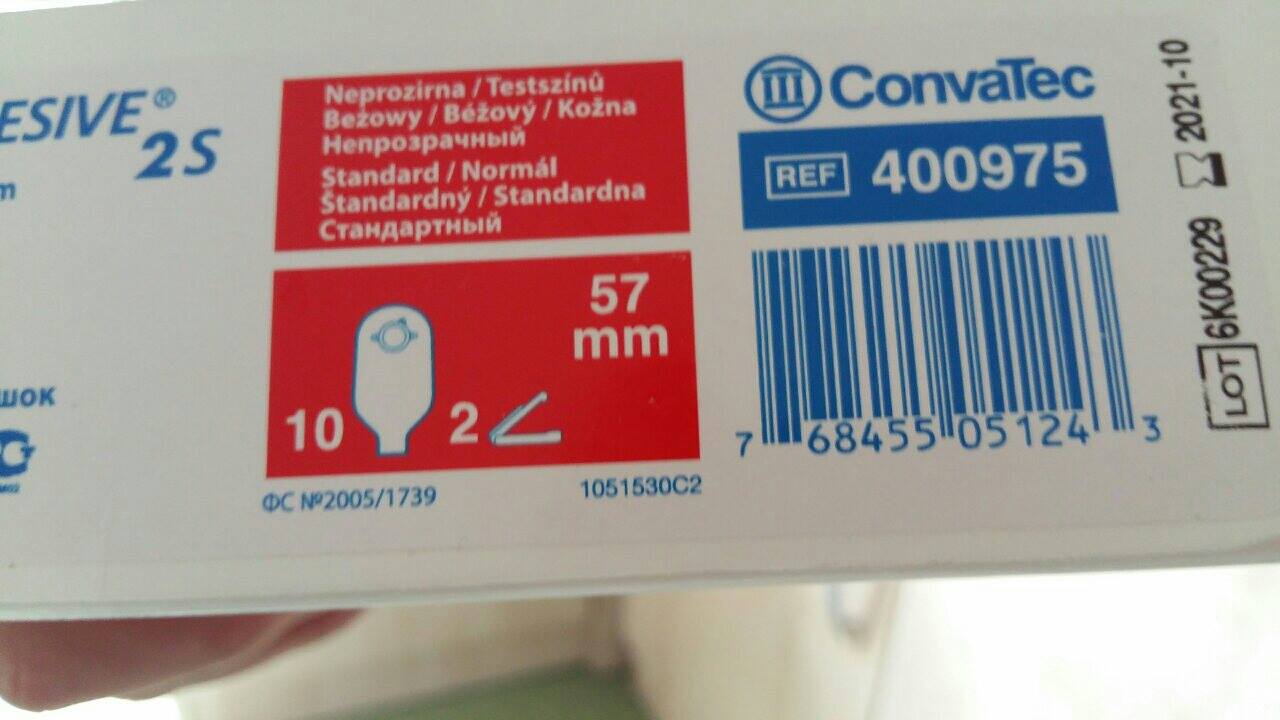 ESIVE®
2S
m
шок
Neprozirna / Testszínû
Beżowy / Béžový / Kožna
Непрозрачный
Standard / Normál
Štandardný / Standardna
Стандартный
57
mm
10
2
ФС №2005/1739
1051530C2
ConvaTec
REF 400975
7 68455 05124 3
2021-10
LOT 6K00229